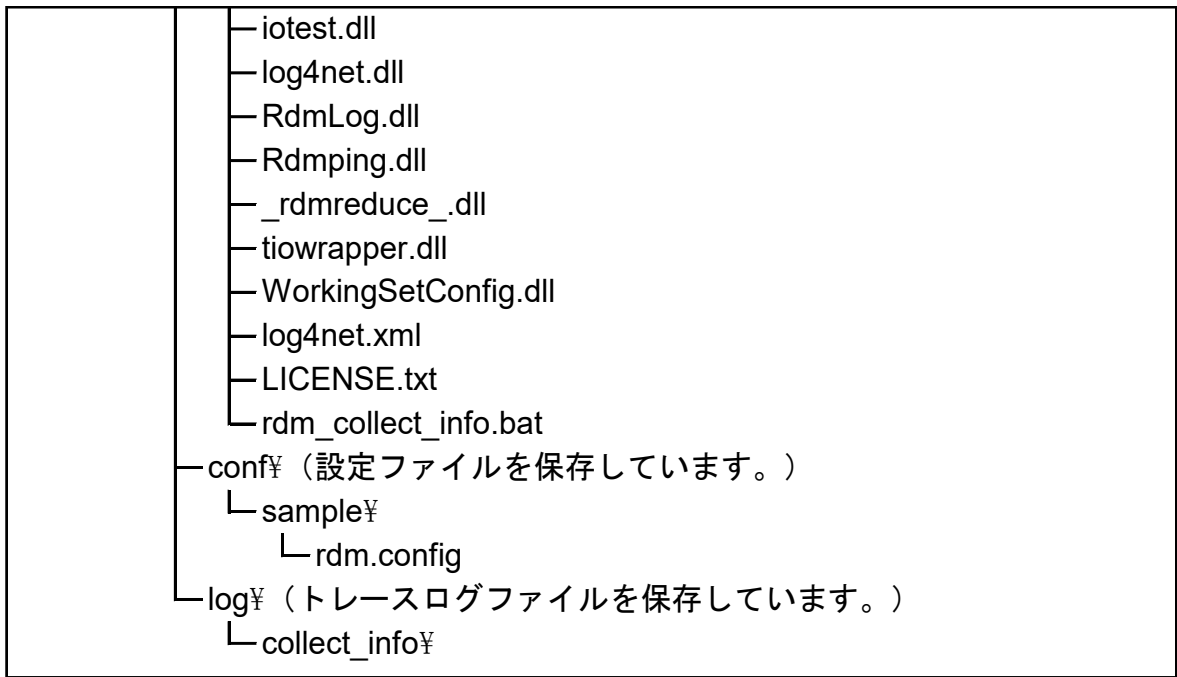 iotest.dll
log4net.dll
RdmLog.dll
Rdmping.dll
_rdmreduce_.dll
tiowrapper.dll
WorkingSetConfig.dll
log4net.xml
LICENSE.txt
rdm_collect_info.bat
conf¥（設定ファイルを保存しています。）
sample¥
rdm.config
log¥（トレースログファイルを保存しています。）
collect_info¥